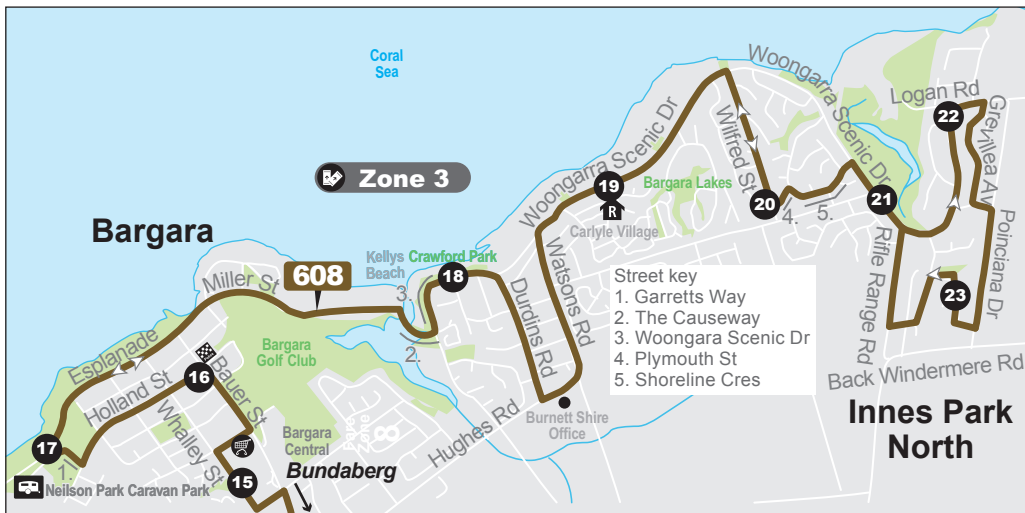 Coral
Sea
Zone 3
Bargara
608
Miller St
Esplanade
Holland St
16
Bauer St
Whalley St
17
1.
Neilson Park Caravan Park
15
Bargara
Golf Club
Bargara
Central
Bundaberg
Zone
8
Kellys
Beach
Crawford Park
18
3.
2.
Hughes Rd
Durdins Rd
Watsons Rd
Burnett Shire
Office
Woongarra Scenic Dr
19
R
Carlyle Village
Bargara Lakes
Wilfred St
20
4.
5.
Woongarra Scenic Dr
21
Rifle Range Rd
Logan Rd
22
Grevillea Av
Poinciana Dr
23
Back Windermere Rd
Innes Park
North
Street key
1. Garretts Way
2. The Causeway
3. Woongara Scenic Dr
4. Plymouth St
5. Shoreline Cres